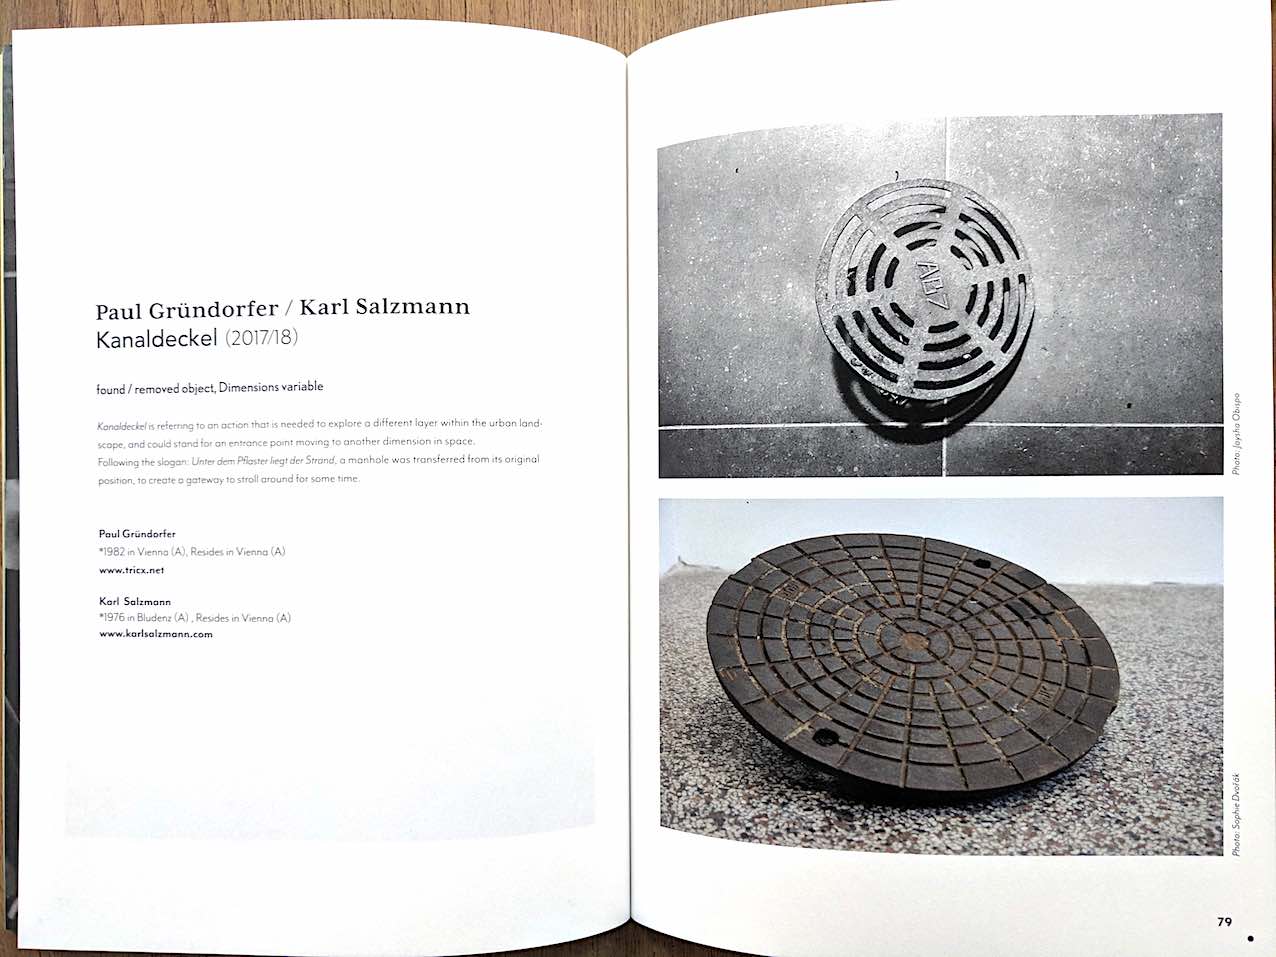 Paul Gründorfer / Karl Salzmann
Kanaldeckel (2017/18)
found / removed object, Dimensions variable
Kanaldeckel is referring to an action that is needed to explore a different layer within the urban land-
scape, and could stand for an entrance point moving to another dimension in space.
Following the slogan: Unter dem Pflaster liegt der Strand, a manhole was transferred from its original
position, to create a gateway to stroll around for some time.
Paul Gründorfer
*1982 in Vienna (A), Resides in Vienna (A)
www.tricx.net
Karl Salzmann
*1976 in Bludenz (A) , Resides in Vienna (A)
www.karlsalzmann.com
Photo: Joysha Obispo
Photo: Sophie Dvořák
79